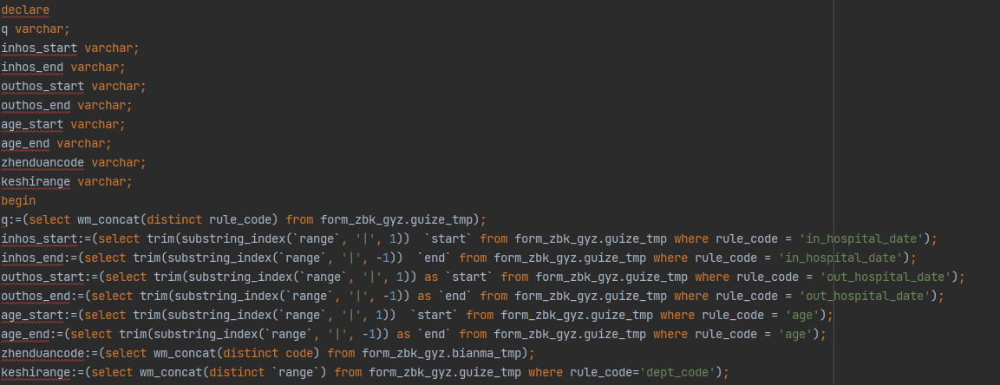 declare
q varchar;
inhos_start varchar;
inhos_end varchar;
outhos_start varchar;
outhos_end varchar;
age_start varchar;
age_end varchar;
zhenduancode varchar;
keshirange varchar;
begin
q:=(select wm_concat(distinct rule_code) from form_zbk_gyz.guize_tmp);
inhos_start:=(select trim(substring_index(`range`, '|', 1))  `start` from form_zbk_gyz.guize_tmp where rule_code = 'in_hospital_date');
inhos_end:=(select trim(substring_index(`range`, '|', -1))  `end` from form_zbk_gyz.guize_tmp where rule_code = 'in_hospital_date');
outhos_start:=(select trim(substring_index(`range`, '|', 1)) as `start` from form_zbk_gyz.guize_tmp where rule_code = 'out_hospital_date');
outhos_end:=(select trim(substring_index(`range`, '|', -1)) as `end` from form_zbk_gyz.guize_tmp where rule_code = 'out_hospital_date');
age_start:=(select trim(substring_index(`range`, '|', 1))  `start` from form_zbk_gyz.guize_tmp where rule_code = 'age');
age_end:=(select trim(substring_index(`range`, '|', -1)) as `end` from form_zbk_gyz.guize_tmp where rule_code = 'age');
zhenduancode:=(select wm_concat(distinct code) from form_zbk_gyz.bianma_tmp);
keshirange:=(select wm_concat(distinct `range`) from form_zbk_gyz.guize_tmp where rule_code='dept_code');